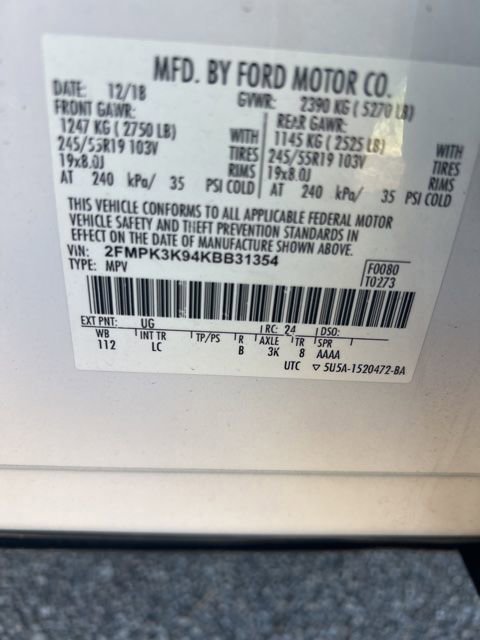 MFD. BY FORD MOTOR CO.
DATE: 12/18 GVWR: 2390 KG ( 5270 LB)
FRONT GAWR: REAR GAWR:
1247 KG ( 2750 LB) WITH 1145 KG ( 2525 LB) WITH
245/55R19 103V TIRES 245/55R19 103V TIRES
19x8.0J RIMS 19x8.0J RIMS
AT 240 kPa/ 35 PSI COLD AT 240 kPa/ 35 PSI COLD
THIS VEHICLE CONFORMS TO ALL APPLICABLE FEDERAL MOTOR
VEHICLE SAFETY AND THEFT PREVENTION STANDARDS IN
EFFECT ON THE DATE OF MANUFACTURE SHOWN ABOVE.
VIN: 2FMPK3K94KBB31354 F0080
TYPE: MPV T0273
EXT PNT: UG RC: 24 DSO:
WB INT TR TP/PS R AXLE TR SPR
112 LC B 3K 8 AAAA
UTC ▽ 5U5A-1520472-BA